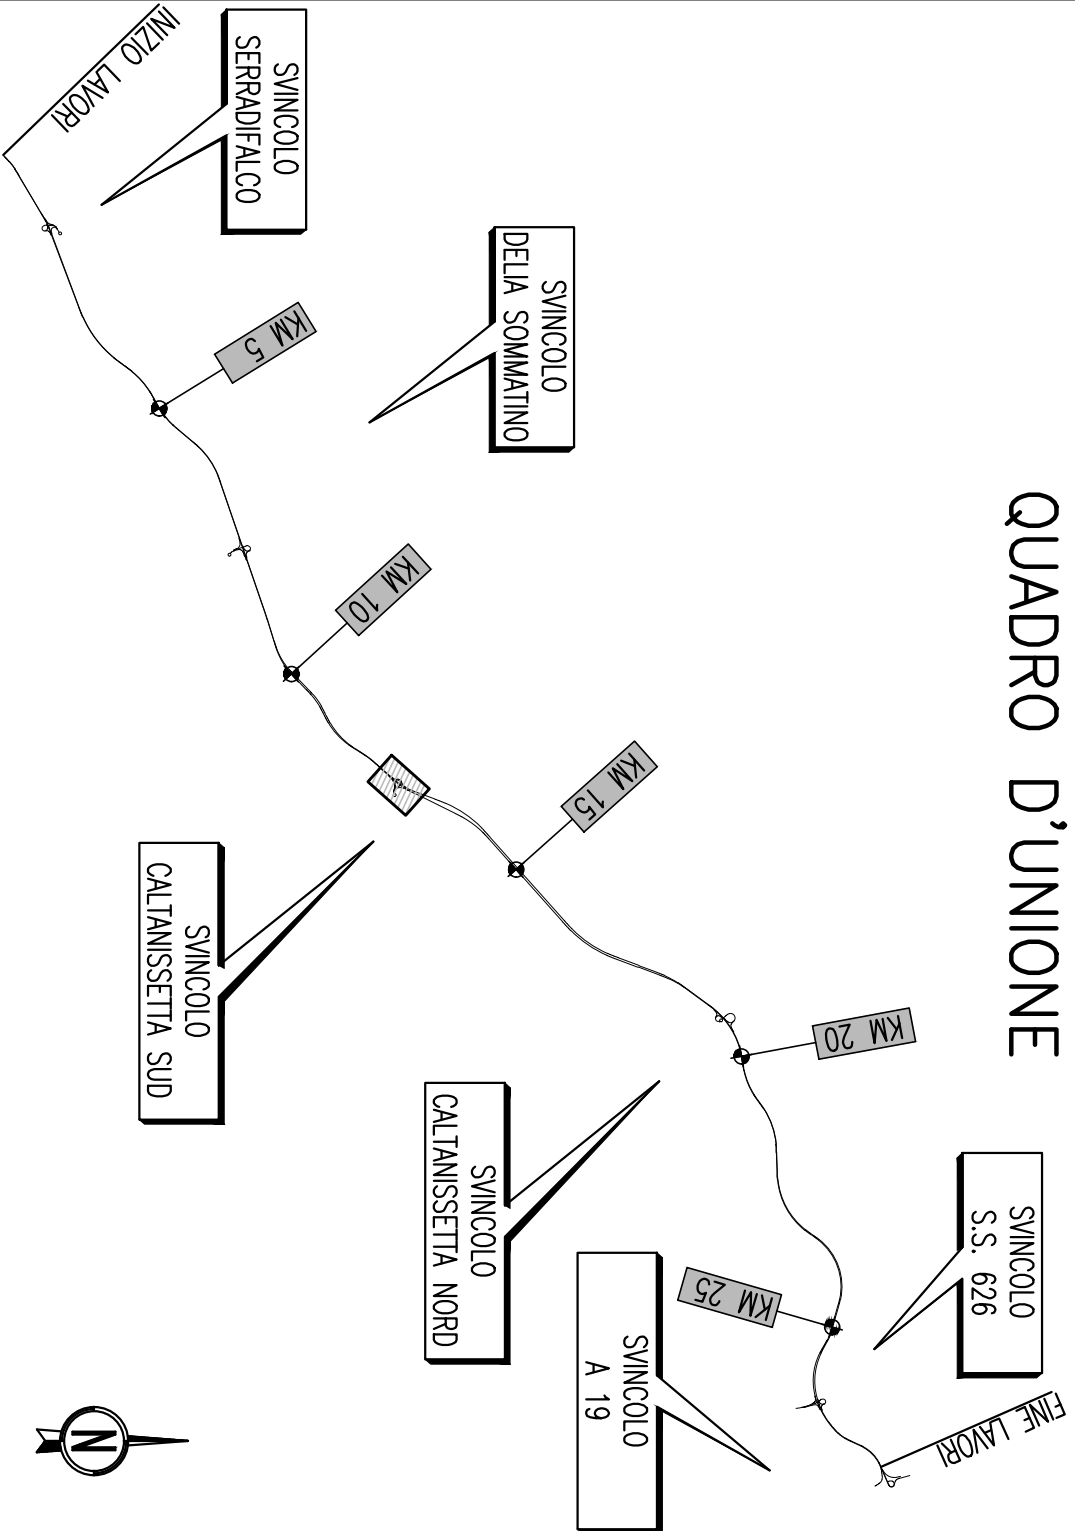 QUADRO D'UNIONE
INIZIO LAVORI
SVINCOLO
SERRADIFALCO
KM 5
SVINCOLO
DELIA SOMMATINO
KM 10
SVINCOLO
CALTANISSETTA SUD
KM 15
SVINCOLO
CALTANISSETTA NORD
KM 20
SVINCOLO
S.S. 626
KM 25
SVINCOLO
A 19
FINE LAVORI
N